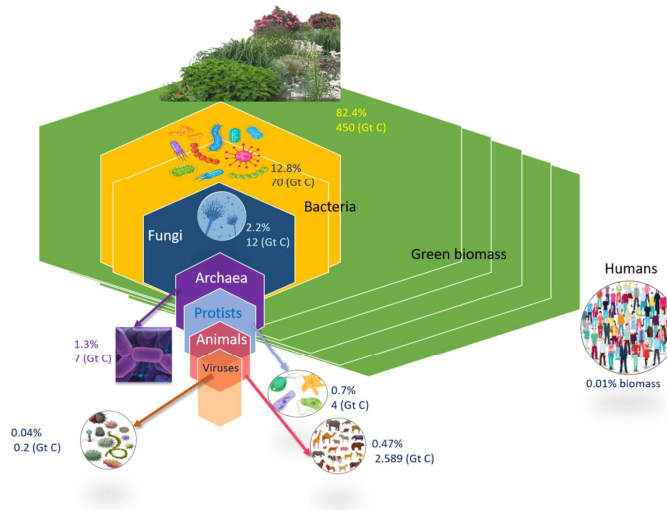 82.4%
450 (Gt C)
12.8%
70 (Gt C)
Bacteria
2.2%
12 (Gt C)
Fungi
Green biomass
Archaea
Humans
Protists
1.3%
7 (Gt C)
Animals
Viruses
0.01% biomass
0.7%
4 (Gt C)
0.04%
0.2 (Gt C)
0.47%
2.589 (Gt C)